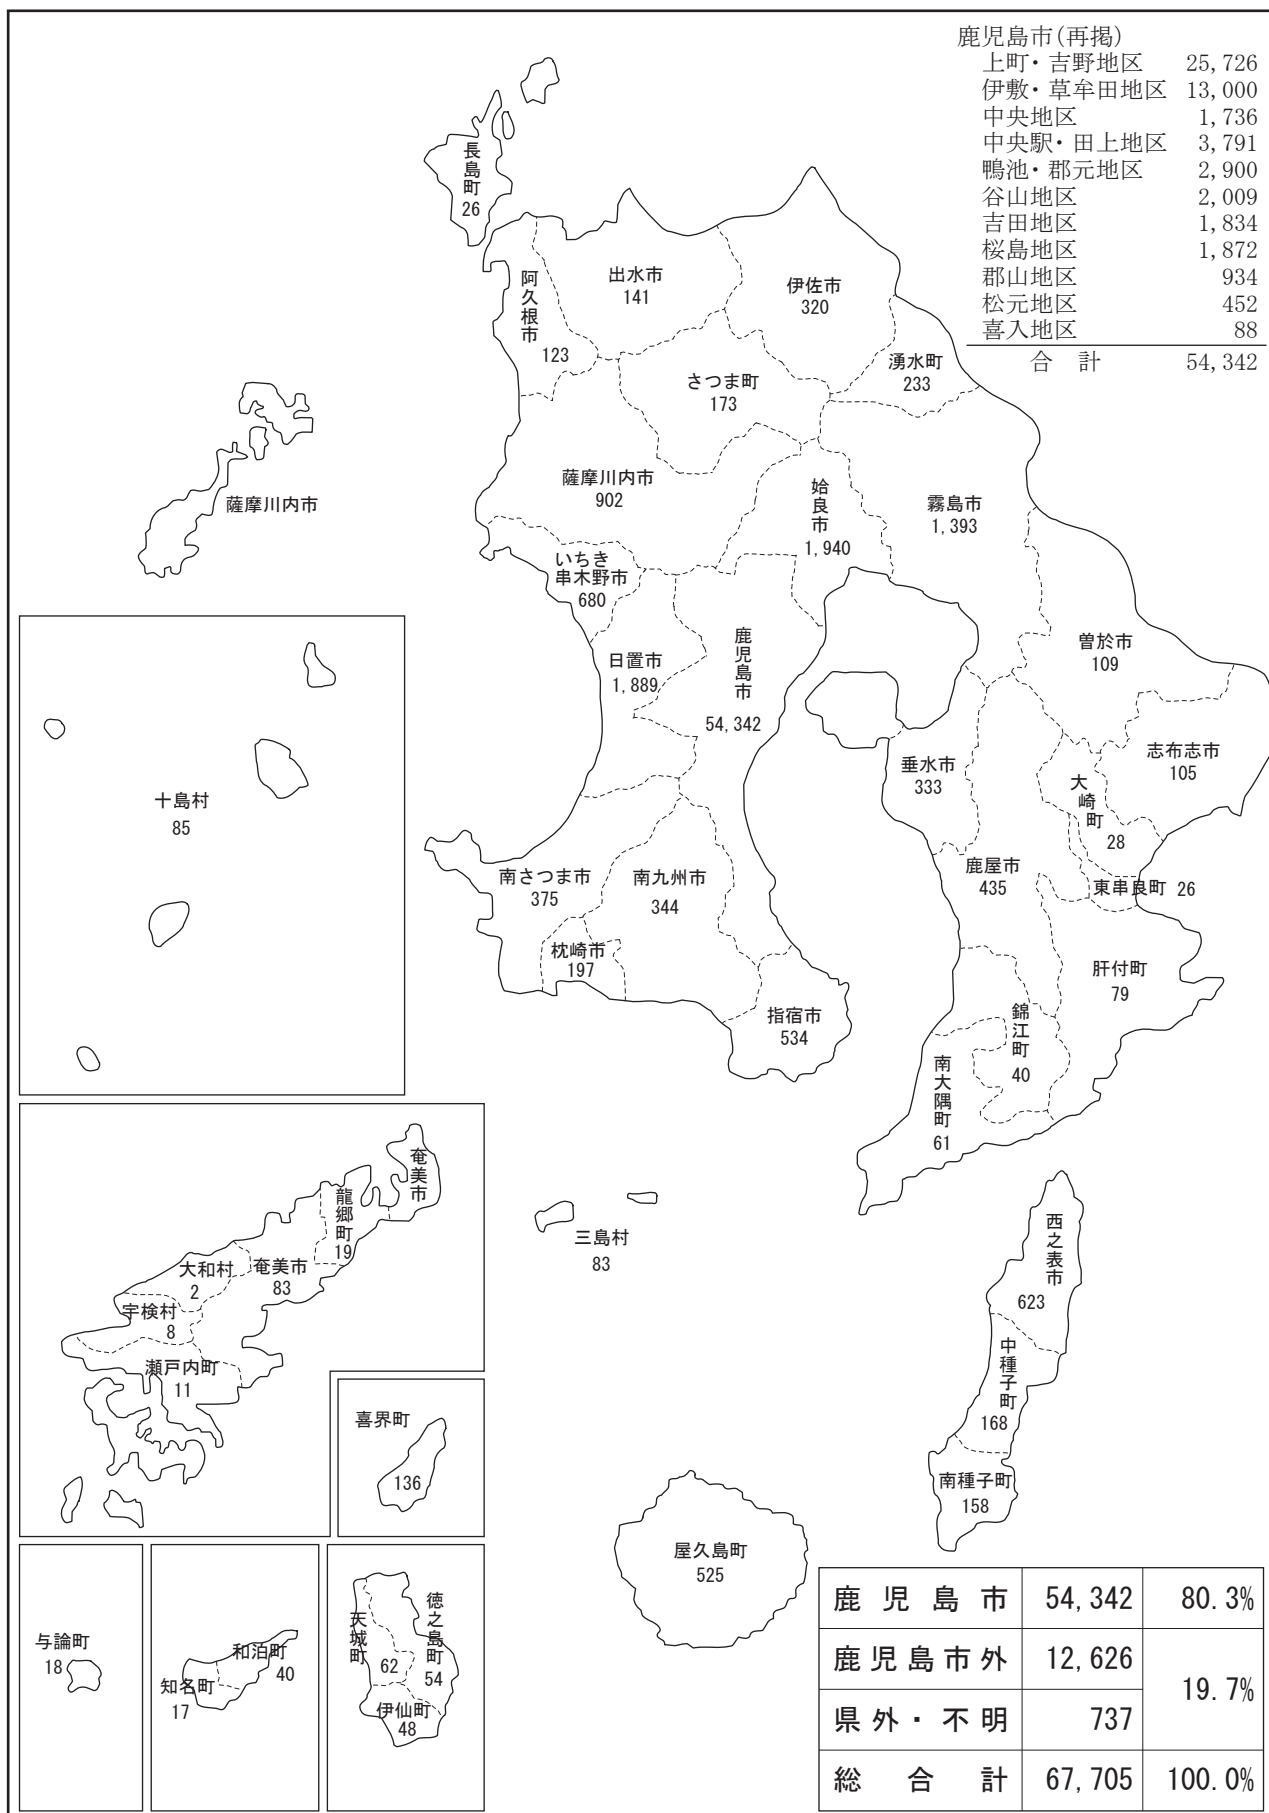 鹿児島市(再掲)
上町・吉野地区 25,726
伊敷・草牟田地区 13,000
中央地区 1,736
中央駅・田上地区 3,791
鴨池・郡元地区 2,900
谷山地区 2,009
吉田地区 1,834
桜島地区 1,872
郡山地区 934
松元地区 452
喜入地区 88
合計 54,342
長島町
26
阿久根市
123
出水市
141
伊佐市
320
湧水町
233
さつま町
173
薩摩川内市
902
薩摩川内市
姶良市
1,940
霧島市
1,393
いちき
串木野市
680
日置市
1,889
鹿児島市
54,342
曽於市
109
志布志市
105
垂水市
333
大崎町
28
鹿屋市
435
東串良町 26
南さつま市
375
南九州市
344
枕崎市
197
指宿市
534
肝付町
79
錦江町
40
南大隅町
61
十島村
85
三島村
83
西之表市
623
中種子町
168
南種子町
158
屋久島町
525
奄美市
龍郷町
19
大和村
2
奄美市
83
宇検村
8
瀬戸内町
11
喜界町
136
与論町
18
和泊町
40
知名町
17
天城町
62
徳之島町
54
伊仙町
48
鹿児島市 54,342 80.3%
鹿児島市外 12,626
19.7%
県外・不明 737
総合計 67,705 100.0%